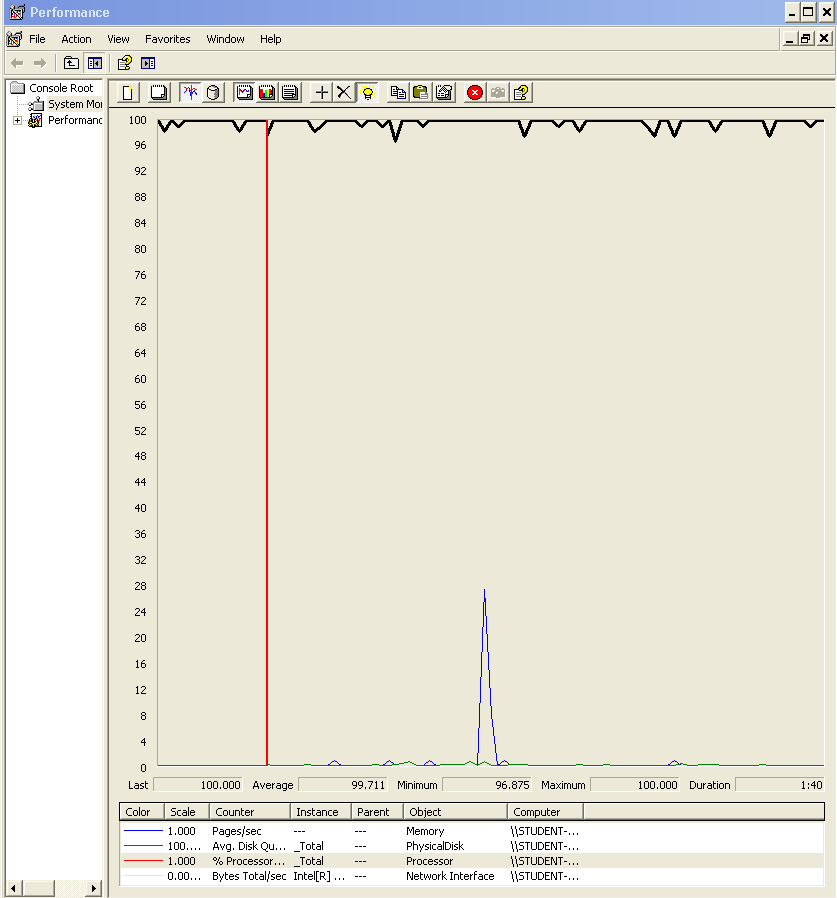 Performance
File Action View Favorites Window Help
Console Root
System Mo
Performanc
100
96
92
88
84
80
76
72
68
64
60
56
52
48
44
40
36
32
28
24
20
16
12
8
4
0
Last 100.000 Average 99.711 Minimum 96.875 Maximum 100.000 Duration 1:40
Color Scale Counter Instance Parent Object Computer
1.000 Pages/sec --- --- Memory \\STUDENT-...
100.... Avg. Disk Qu... _Total --- PhysicalDisk \\STUDENT-...
1.000 % Processor... _Total --- Processor \\STUDENT-...
0.00... Bytes Total/sec Intel[R] ... --- Network Interface \\STUDENT-...